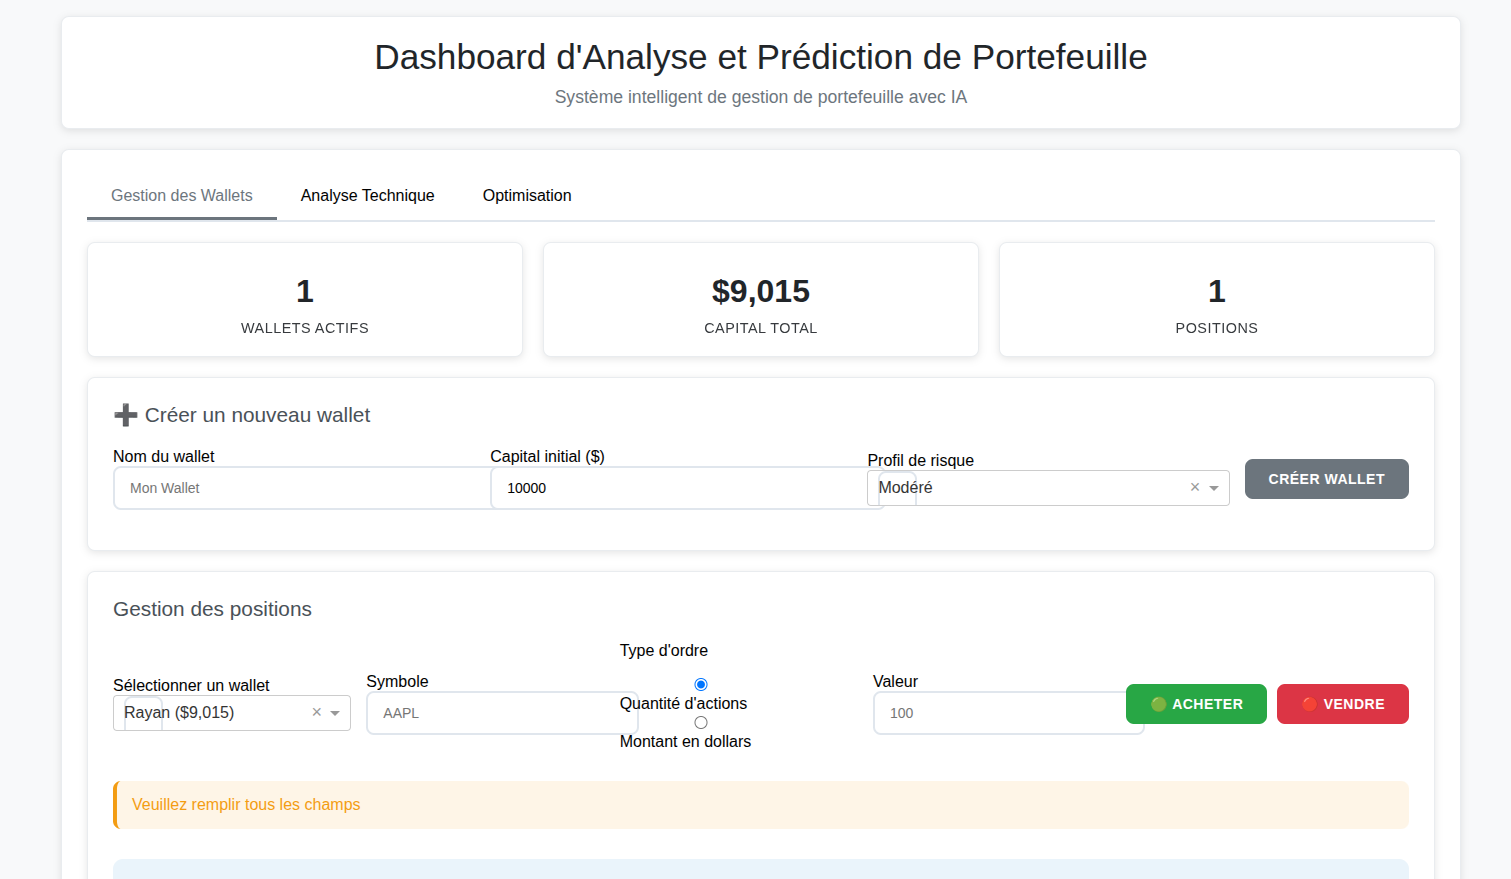 Dashboard d'Analyse et Prédiction de Portefeuille
Système intelligent de gestion de portefeuille avec IA
Gestion des Wallets
Analyse Technique
Optimisation
1
WALLETS ACTIFS
$9,015
CAPITAL TOTAL
1
POSITIONS
➕ Créer un nouveau wallet
Nom du wallet
Mon Wallet
Capital initial ($)
10000
Profil de risque
Modéré
CRÉER WALLET
Gestion des positions
Sélectionner un wallet
Rayan ($9,015)
Symbole
AAPL
Type d'ordre
Quantité d'actions
Montant en dollars
Valeur
100
ACHETER
VENDRE
Veuillez remplir tous les champs